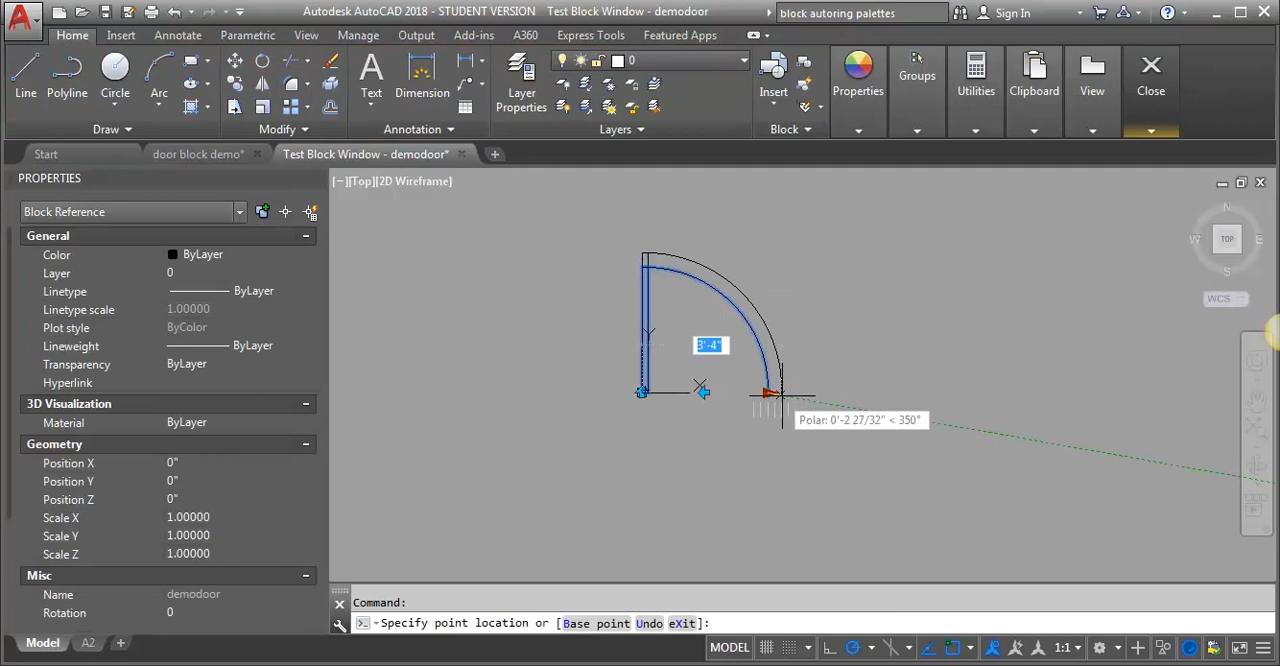 Autodesk AutoCAD 2018 - STUDENT VERSION Test Block Window - demodoor
block autoring palettes
Sign In
Home Insert Annotate Parametric View Manage Output Add-ins A360 Express Tools Featured Apps
0
Line Polyline Circle Arc
Text Dimension
Layer
Properties
Insert
Properties Groups Utilities Clipboard View Close
Draw Modify Annotation Layers Block
Start door block demo* Test Block Window - demodoor*
PROPERTIES
[−][Top][2D Wireframe]
Block Reference
General
Color ByLayer
Layer 0
Linetype ByLayer
Linetype scale 1.00000
Plot style ByColor
Lineweight ByLayer
Transparency ByLayer
Hyperlink
3D Visualization
Material ByLayer
Geometry
Position X 0"
Position Y 0"
Position Z 0"
Scale X 1.00000
Scale Y 1.00000
Scale Z 1.00000
Misc
Name demodoor
Rotation 0
N
W TOP E
S
WCS
Y
X
3'-4"
Polar: 0'-2 27/32" < 350°
Command:
Specify point location or [Base point Undo eXit]:
Model A2
MODEL 1:1